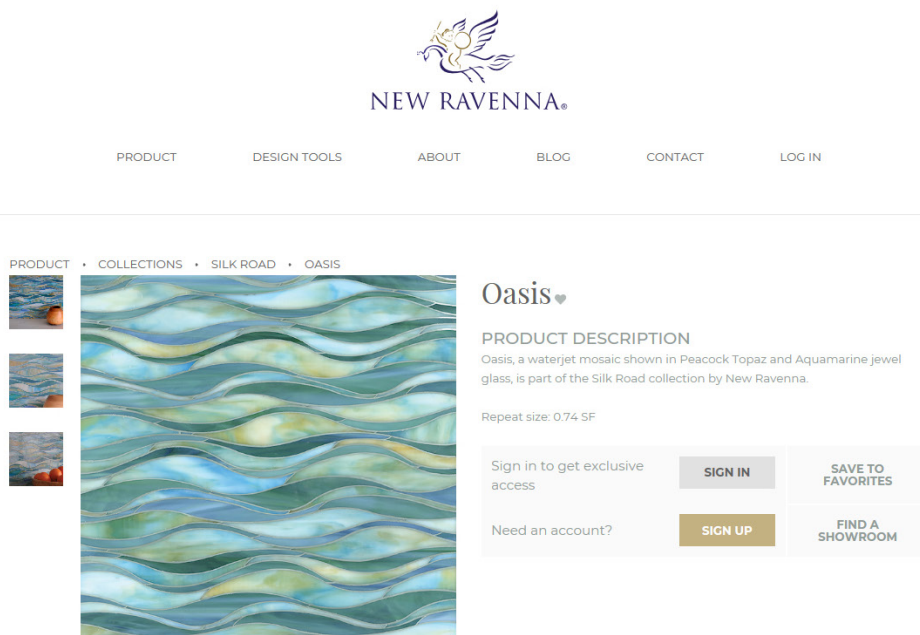 NEW RAVENNA®
PRODUCT
DESIGN TOOLS
ABOUT
BLOG
CONTACT
LOG IN
PRODUCT • COLLECTIONS • SILK ROAD • OASIS
Oasis
PRODUCT DESCRIPTION
Oasis, a waterjet mosaic shown in Peacock Topaz and Aquamarine jewel
glass, is part of the Silk Road collection by New Ravenna.
Repeat size: 0.74 SF
Sign in to get exclusive
access
SIGN IN
SAVE TO
FAVORITES
Need an account?
SIGN UP
FIND A
SHOWROOM